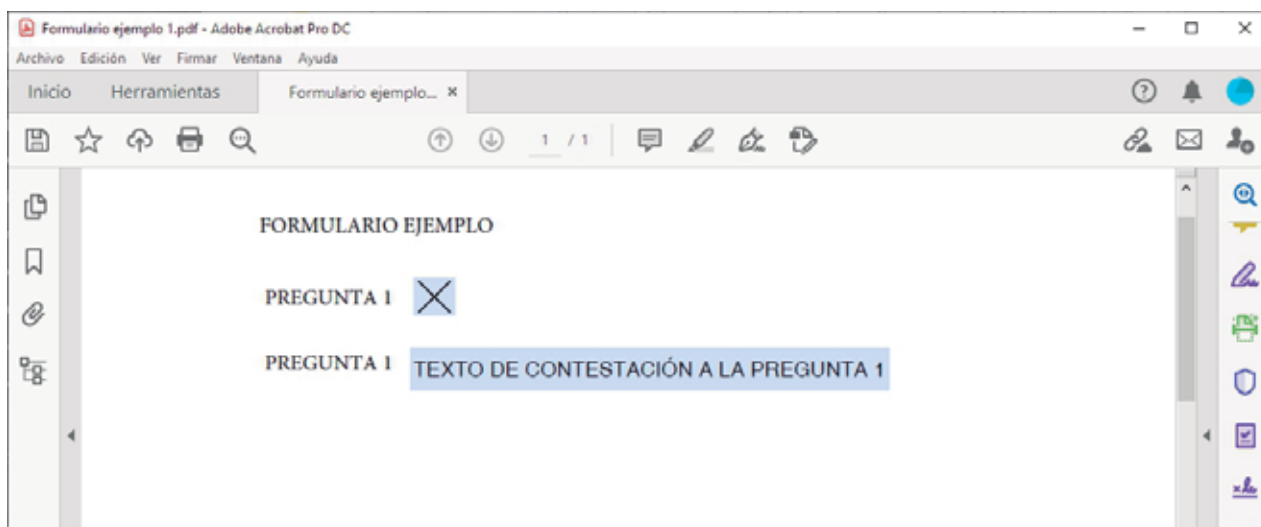 Formulario ejemplo 1.pdf - Adobe Acrobat Pro DC
Archivo Edición Ver Firmar Ventana Ayuda
Inicio Herramientas Formulario ejemplo...
1 / 1
FORMULARIO EJEMPLO
PREGUNTA 1
PREGUNTA 1 TEXTO DE CONTESTACIÓN A LA PREGUNTA 1